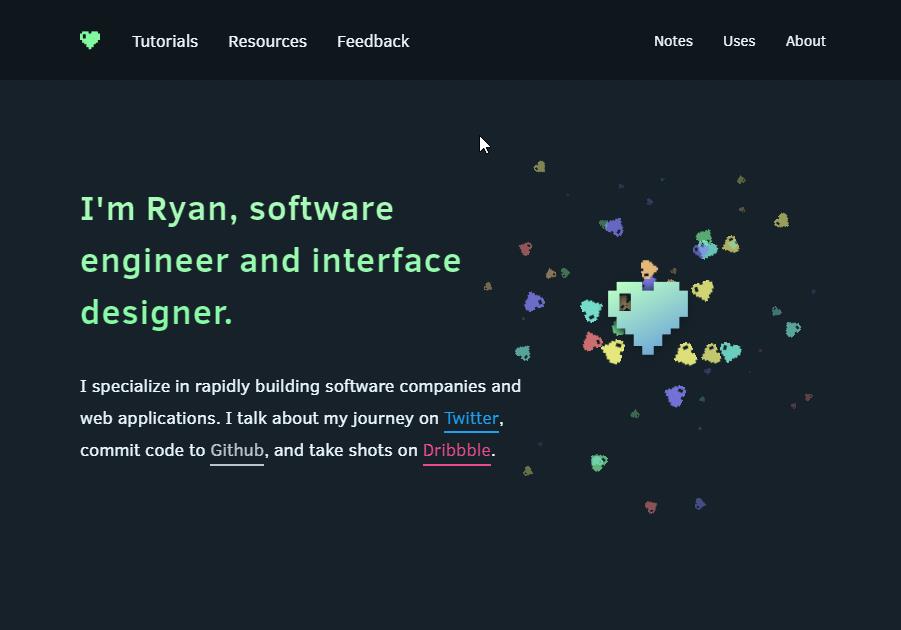 Tutorials Resources Feedback Notes Uses About
I'm Ryan, software
engineer and interface
designer.
I specialize in rapidly building software companies and
web applications. I talk about my journey on Twitter,
commit code to Github, and take shots on Dribbble.